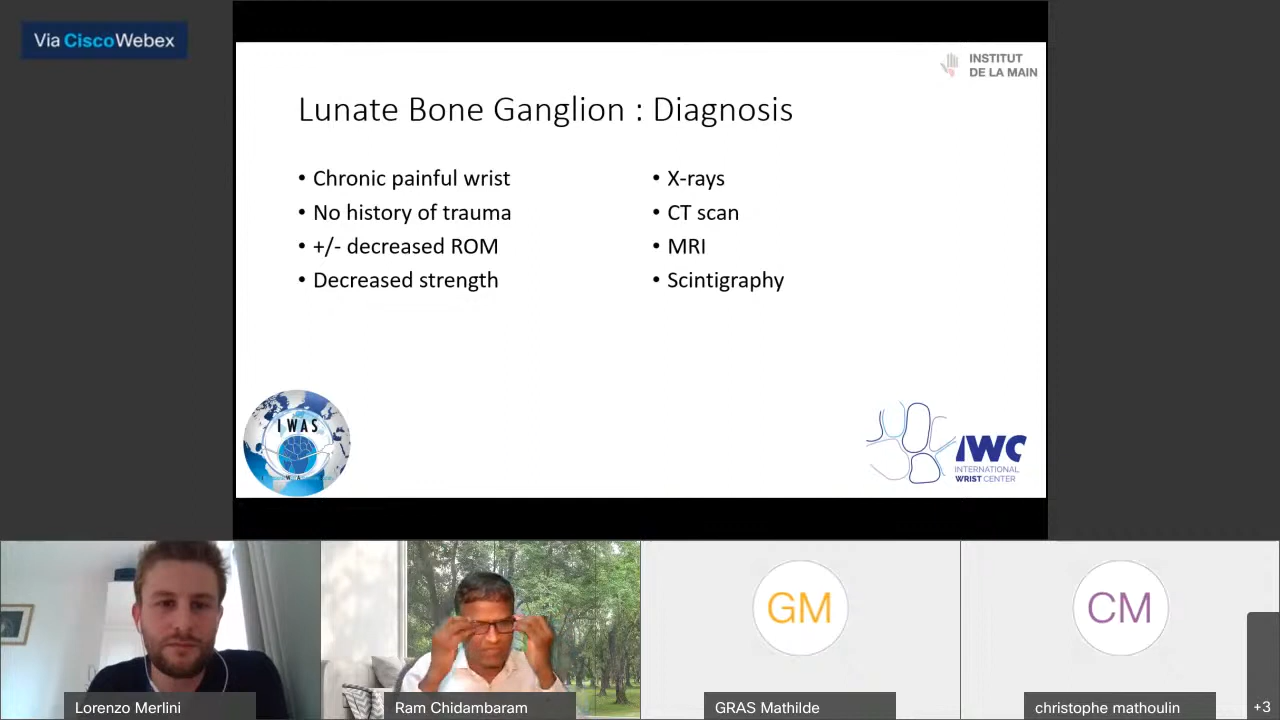 Via CiscoWebex
INSTITUT
DE LA MAIN
Lunate Bone Ganglion : Diagnosis
• Chronic painful wrist
• No history of trauma
• +/- decreased ROM
• Decreased strength
• X-rays
• CT scan
• MRI
• Scintigraphy
IWAS
IWC
INTERNATIONAL
WRIST CENTER
GM
CM
Lorenzo Merlini
Ram Chidambaram
GRAS Mathilde
christophe mathoulin
+3